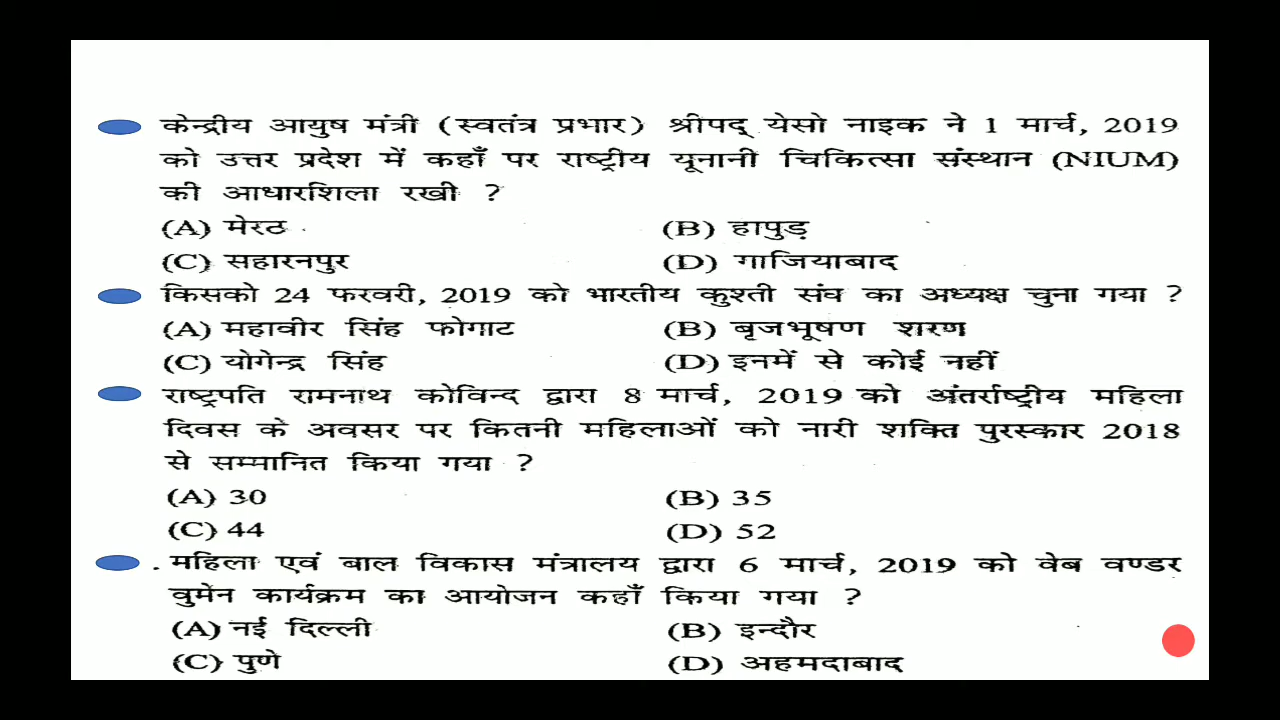 केन्द्रीय आयुष मंत्री (स्वतंत्र प्रभार) श्रीपद् येसो नाइक ने 1 मार्च, 2019
को उत्तर प्रदेश में कहाँ पर राष्ट्रीय यूनानी चिकित्सा संस्थान (NIUM)
की आधारशिला रखी ?
(A) मेरठ (B) हापुड़
(C) सहारनपुर (D) गाजियाबाद
किसको 24 फरवरी, 2019 को भारतीय कुश्ती संघ का अध्यक्ष चुना गया ?
(A) महावीर सिंह फोगाट (B) बृजभूषण शरण
(C) योगेन्द्र सिंह (D) इनमें से कोई नहीं
राष्ट्रपति रामनाथ कोविन्द द्वारा 8 मार्च, 2019 को अंतर्राष्ट्रीय महिला
दिवस के अवसर पर कितनी महिलाओं को नारी शक्ति पुरस्कार 2018
से सम्मानित किया गया ?
(A) 30 (B) 35
(C) 44 (D) 52
. महिला एवं बाल विकास मंत्रालय द्वारा 6 मार्च, 2019 को वेब वण्डर
वुमेन कार्यक्रम का आयोजन कहाँ किया गया ?
(A) नई दिल्ली (B) इन्दौर
(C) पुणे (D) अहमदाबाद